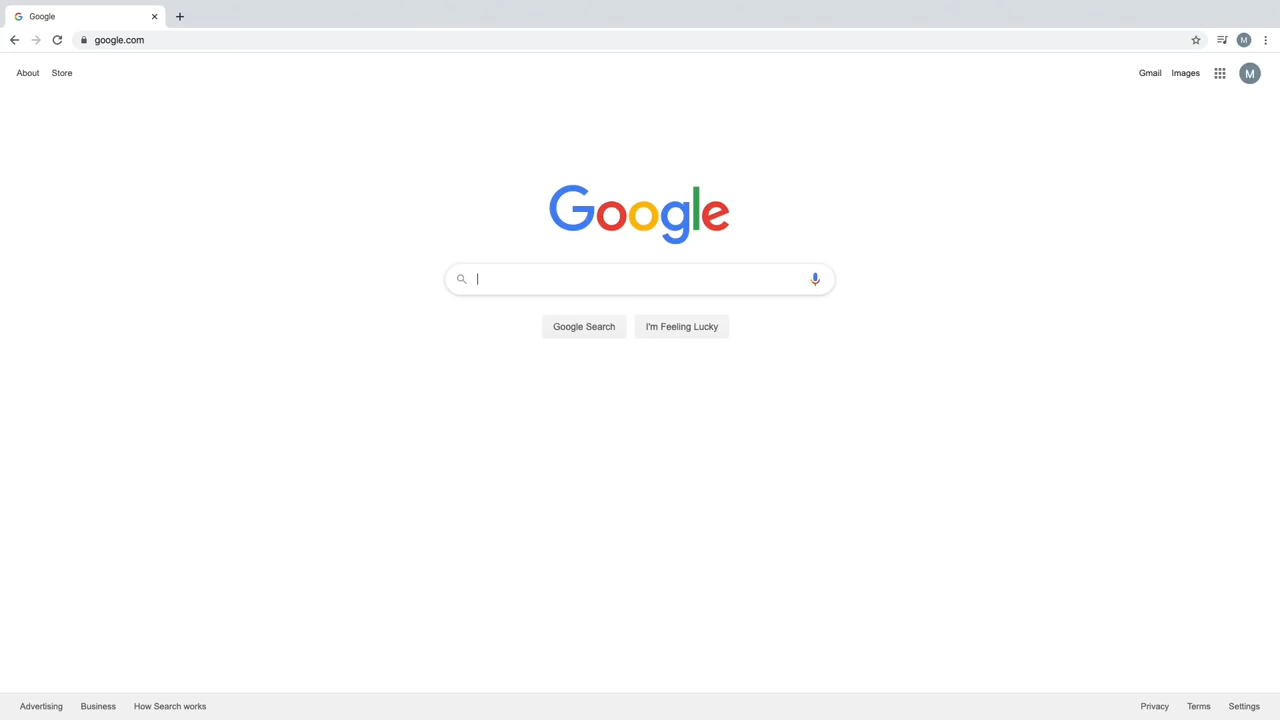 Google
google.com
M
About Store
Gmail Images
M
Google
Google Search I'm Feeling Lucky
Advertising Business How Search works
Privacy Terms Settings